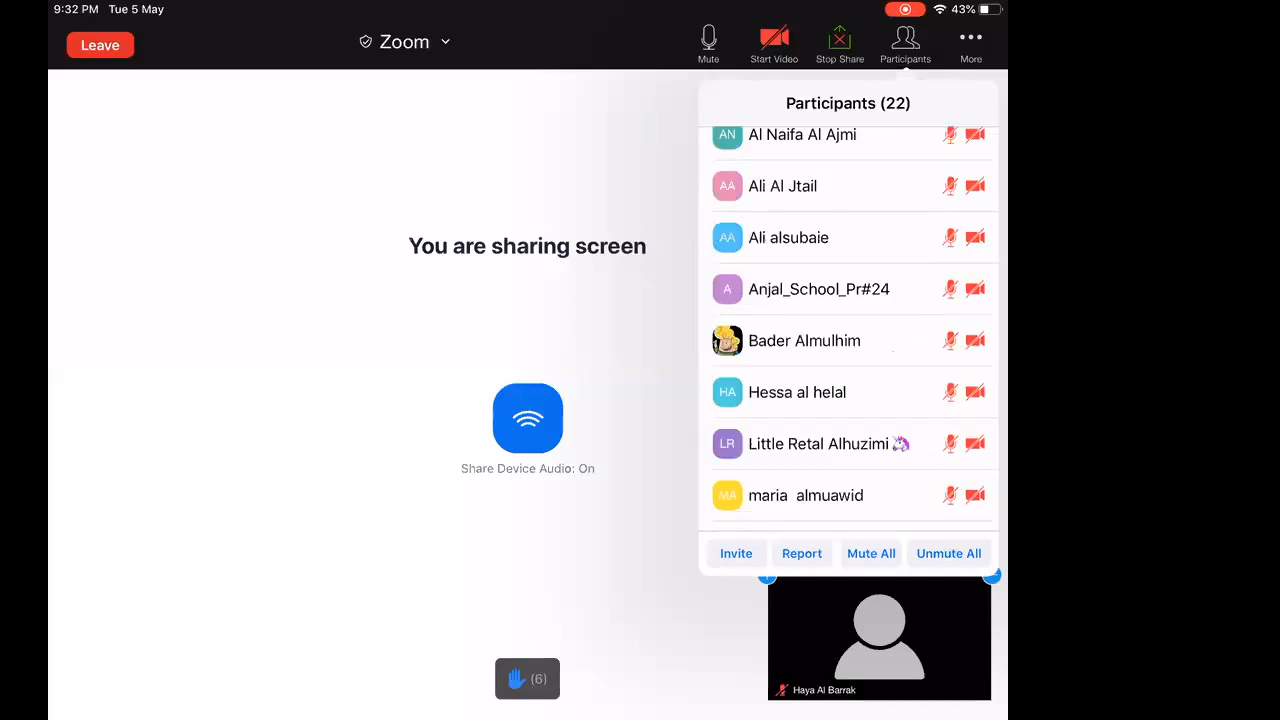 9:32 PM Tue 5 May 43%
Leave
Zoom
Mute
Start Video
Stop Share
Participants
More
Participants (22)
AN Al Naifa Al Ajmi
AA Ali Al Jtail
AA Ali alsubaie
A Anjal_School_Pr#24
Bader Almulhim
HA Hessa al helal
LR Little Retal Alhuzimi🦄
MA maria almuawid
Invite Report Mute All Unmute All
You are sharing screen
Share Device Audio: On
(6)
Haya Al Barrak